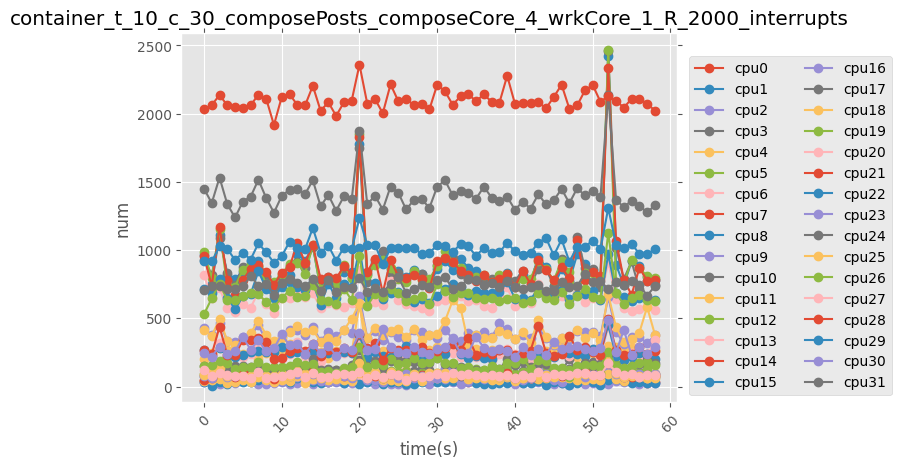 container_t_10_c_30_composePosts_composeCore_4_wrkCore_1_R_2000_interrupts
num
2500
2000
1500
1000
500
0
0
10
20
30
40
50
60
time(s)
cpu0
cpu1
cpu2
cpu3
cpu4
cpu5
cpu6
cpu7
cpu8
cpu9
cpu10
cpu11
cpu12
cpu13
cpu14
cpu15
cpu16
cpu17
cpu18
cpu19
cpu20
cpu21
cpu22
cpu23
cpu24
cpu25
cpu26
cpu27
cpu28
cpu29
cpu30
cpu31